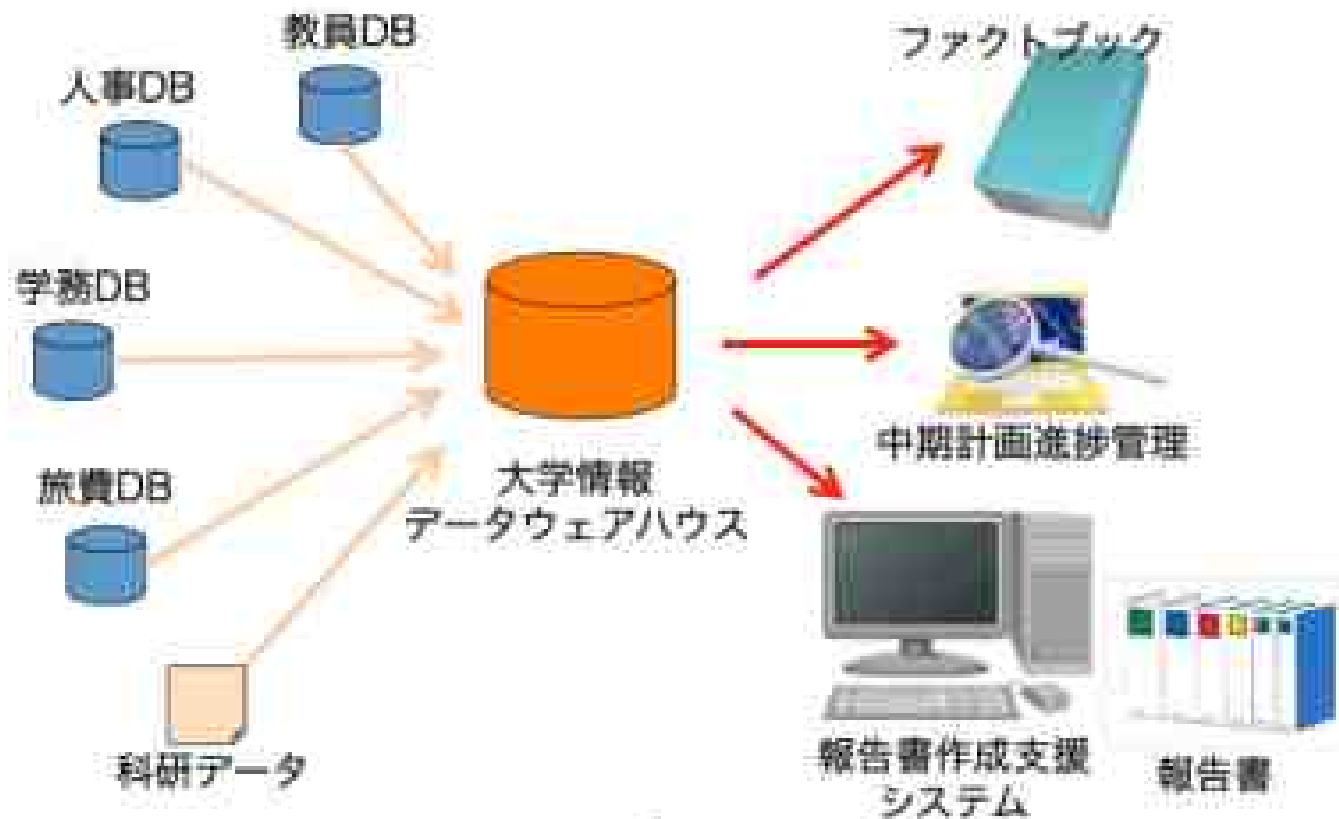 教員DB
ファクトブック
人事DB
学務DB
中期計画進捗管理
旅費DB
大学情報
データウェアハウス
科研データ
報告書作成支援
システム
報告書